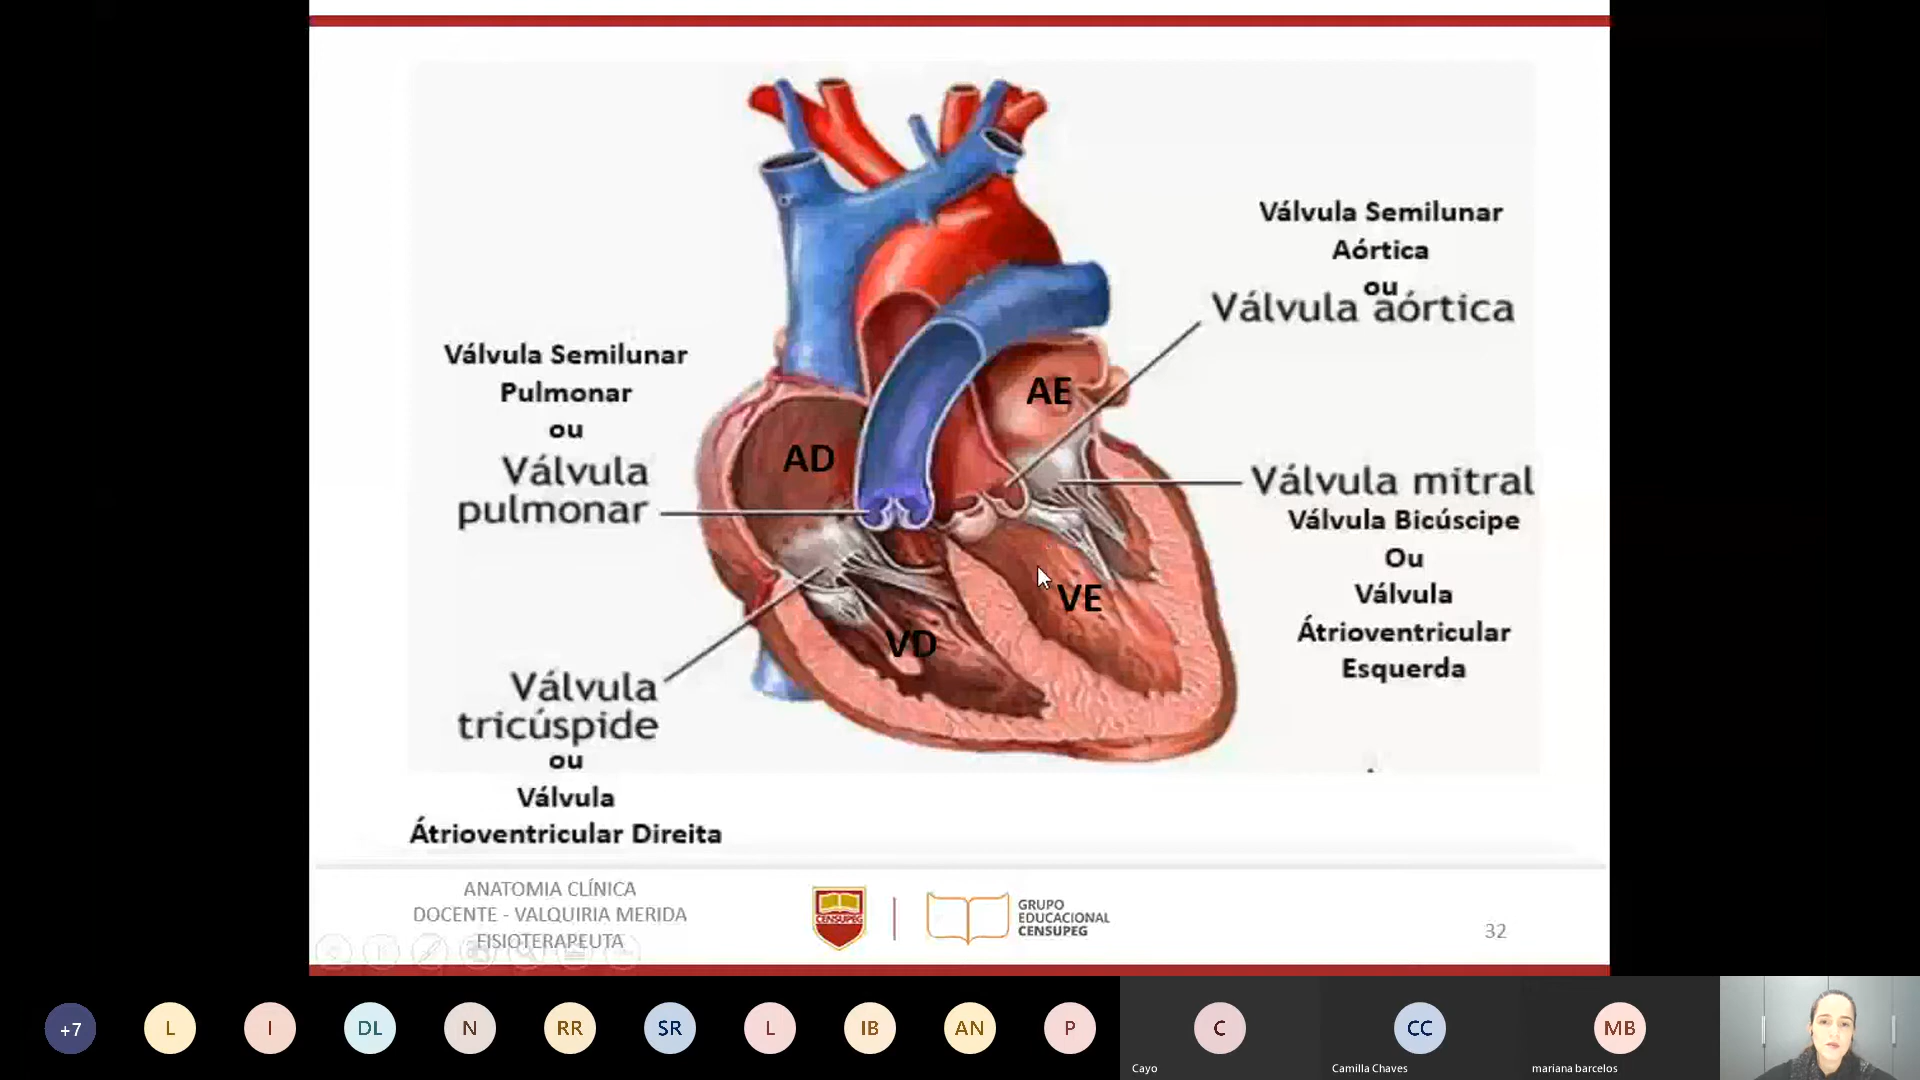 Válvula Semilunar
Aórtica
ou
Válvula aórtica
Válvula Semilunar
Pulmonar
ou
Válvula
pulmonar
AE
AD
Válvula mitral
Válvula Bicúscipe
Ou
Válvula
Átrioventricular
Esquerda
VE
VD
Válvula
tricúspide
ou
Válvula
Átrioventricular Direita
ANATOMIA CLÍNICA
DOCENTE - VALQUIRIA MERIDA
FISIOTERAPEUTA
CENSUPEG
GRUPO
EDUCACIONAL
CENSUPEG
32
+7
L
I
DL
N
RR
SR
L
IB
AN
P
C
CC
MB
Cayo
Camilla Chaves
mariana barcelos